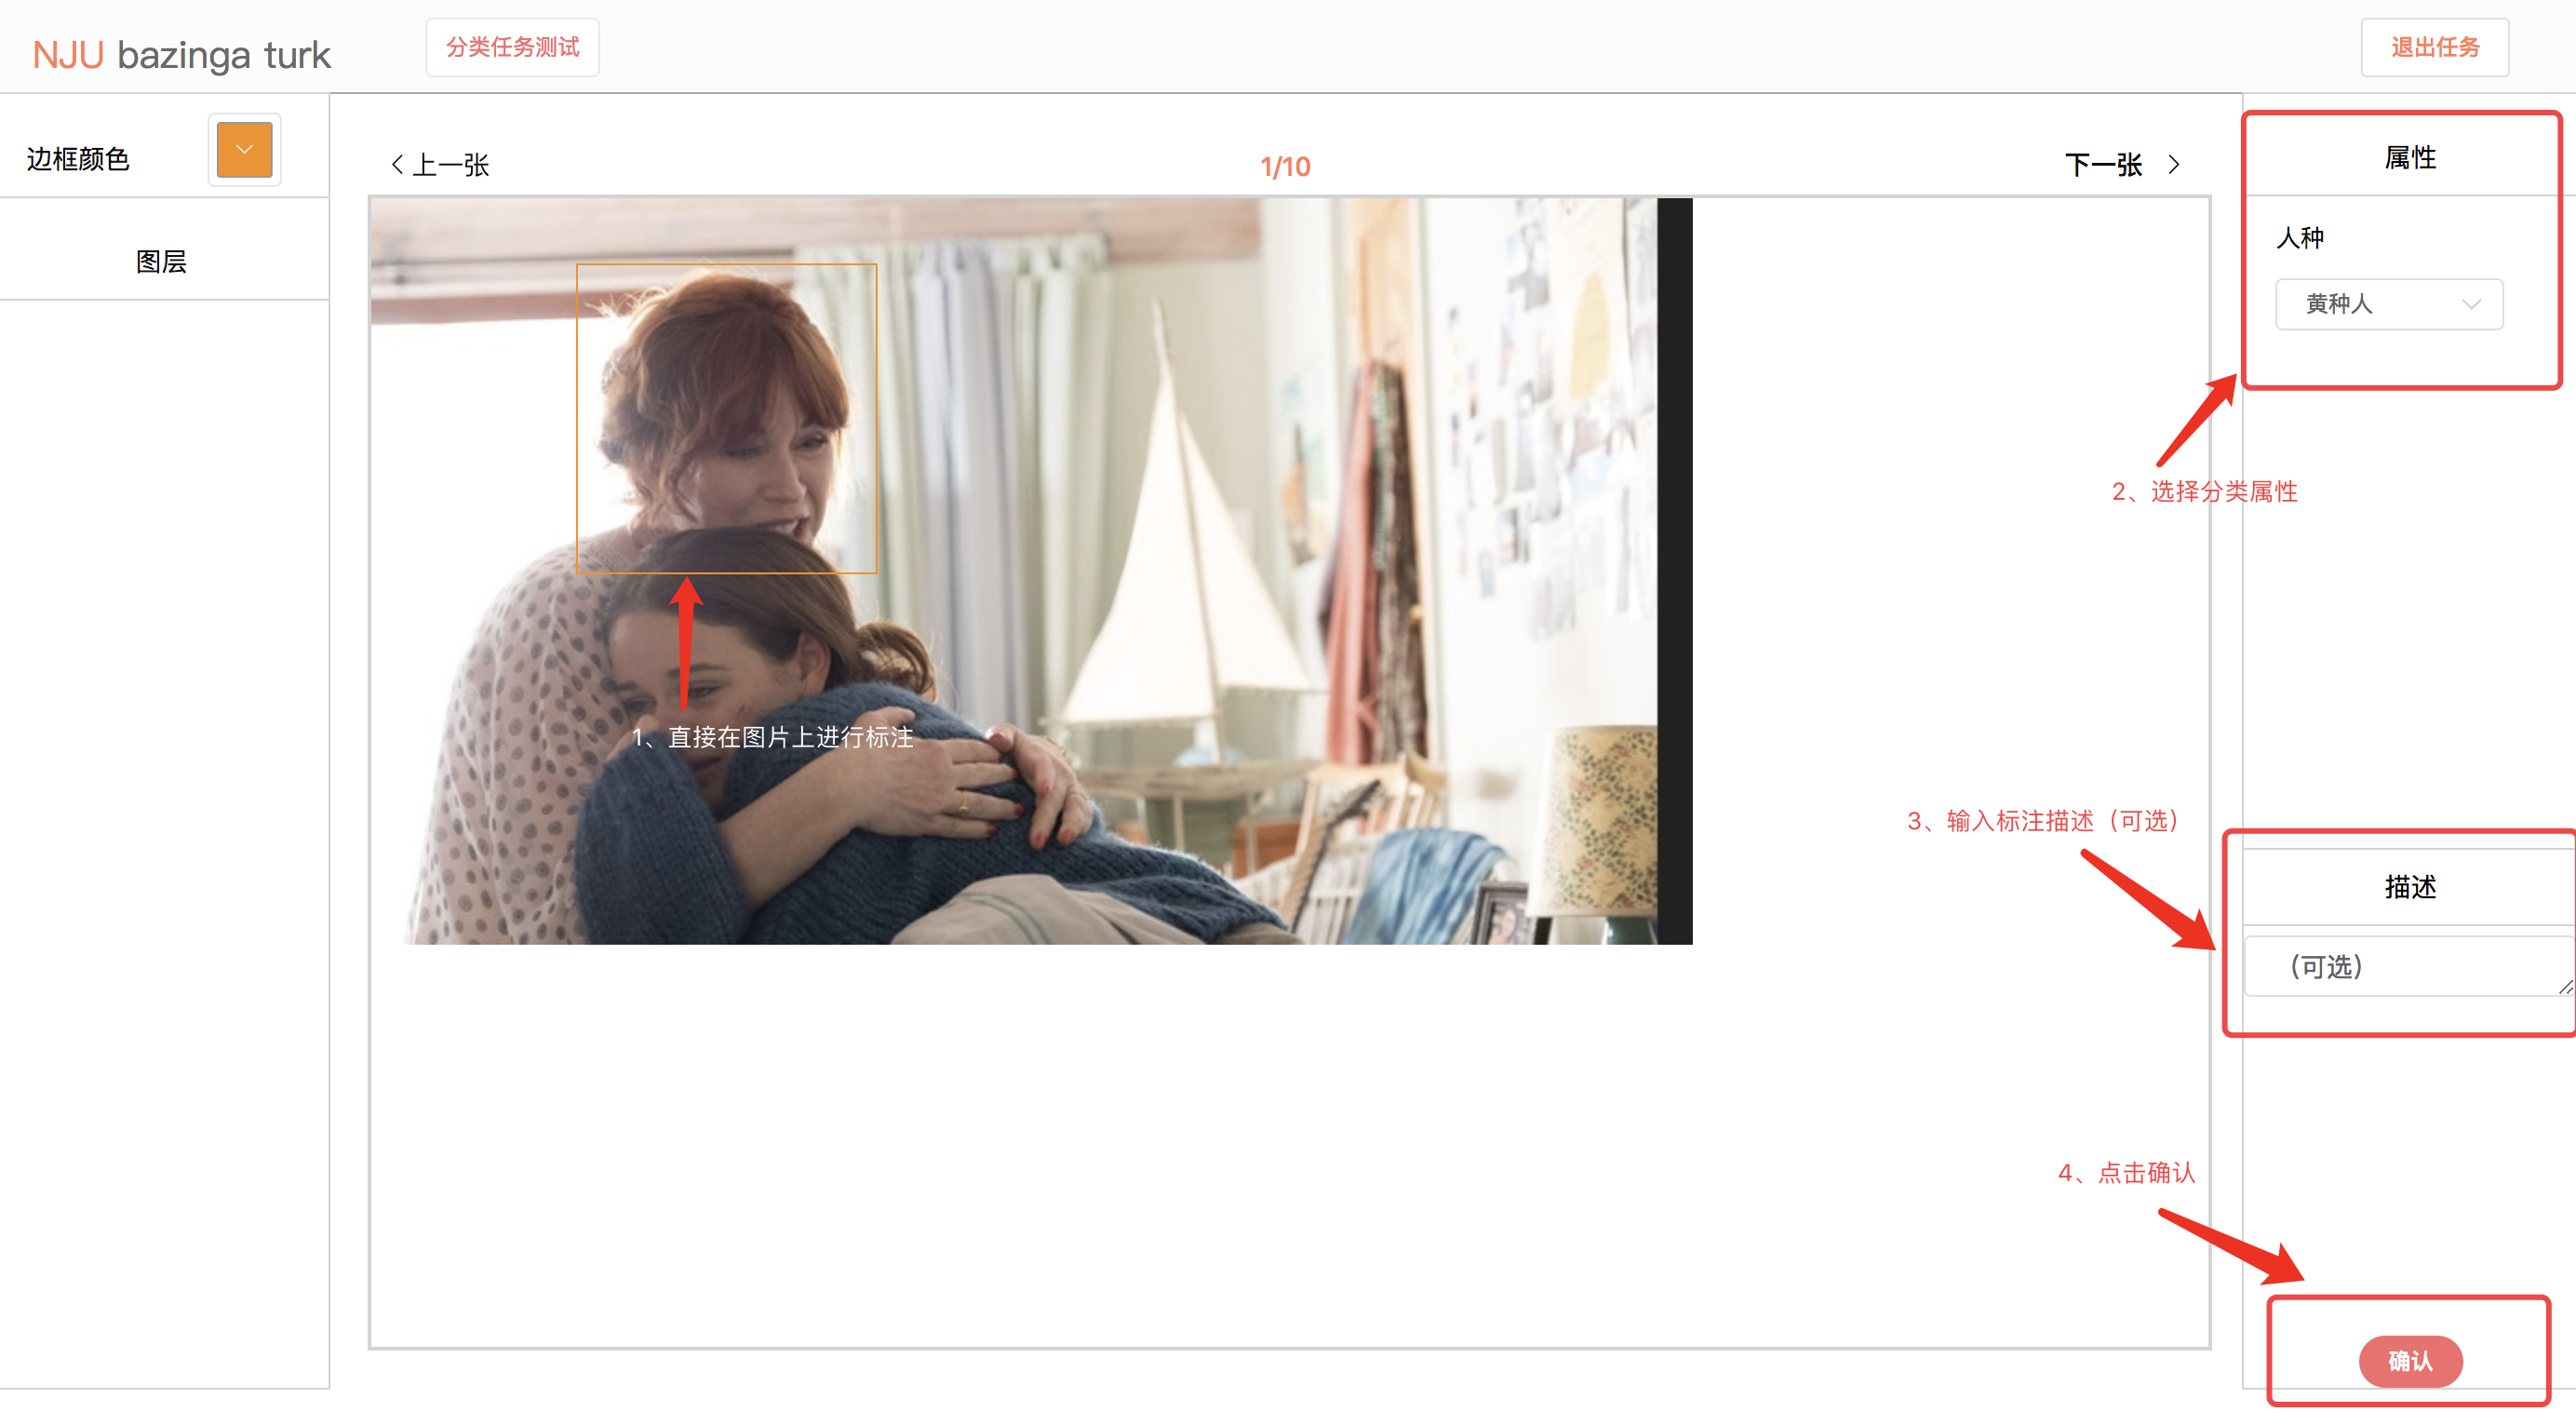 NJU bazinga turk
分类任务测试
退出任务
边框颜色
图层
上一张
1/10
下一张
属性
人种
黄种人
2、选择分类属性
1、直接在图片上进行标注
3、输入标注描述（可选）
描述
(可选)
4、点击确认
确认